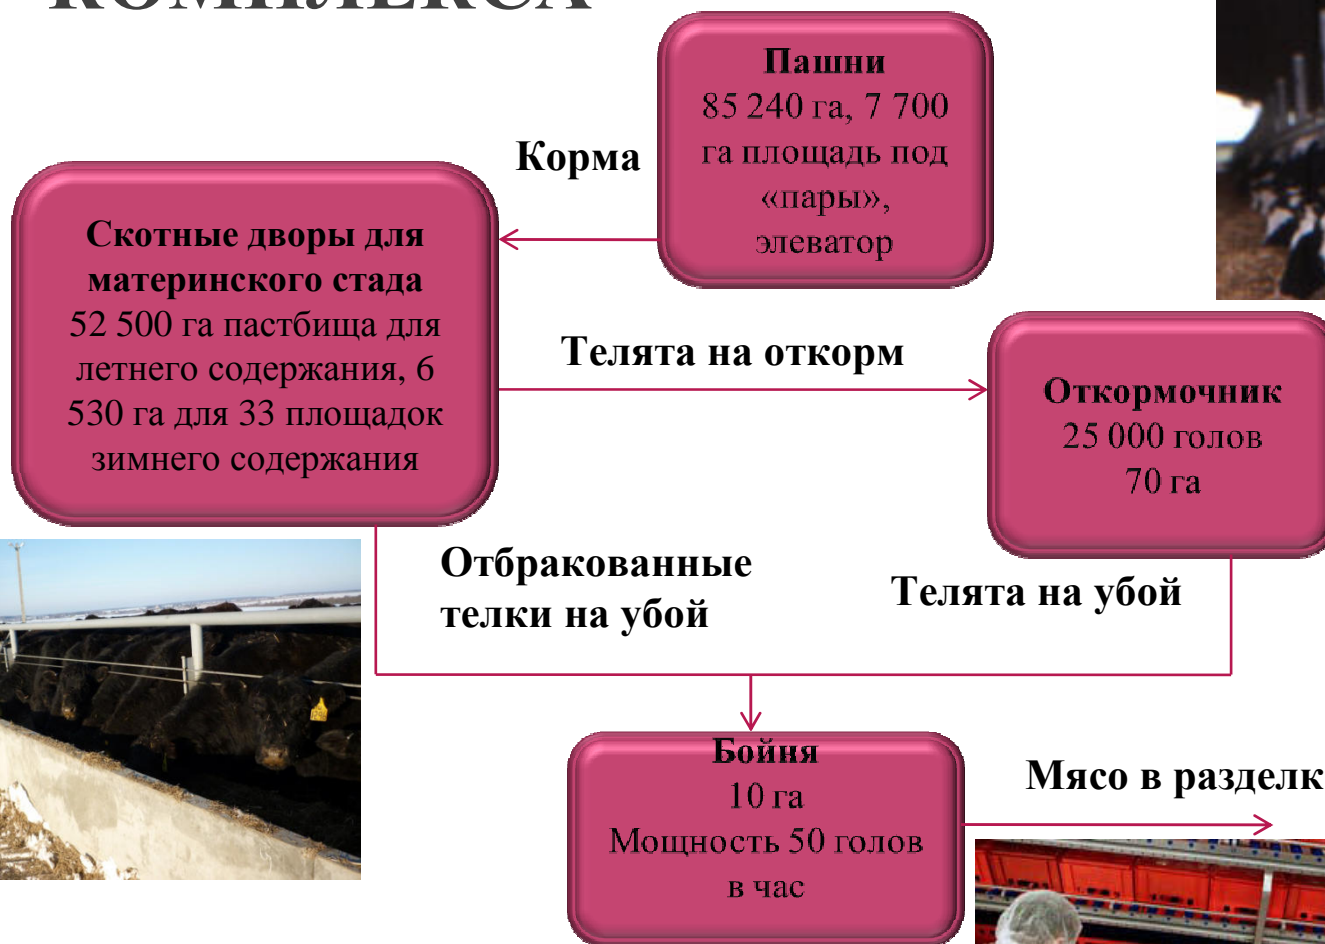 КОМПЛЕКСА
Пашни
85 240 га, 7 700
га площадь под
«пары»,
элеватор
Корма
Скотные дворы для
материнского стада
52 500 га пастбища для
летнего содержания, 6
530 га для 33 площадок
зимнего содержания
Телята на откорм
Откормочник
25 000 голов
70 га
Отбракованные
телки на убой
Телята на убой
Бойня
10 га
Мощность 50 голов
в час
Мясо в разделк